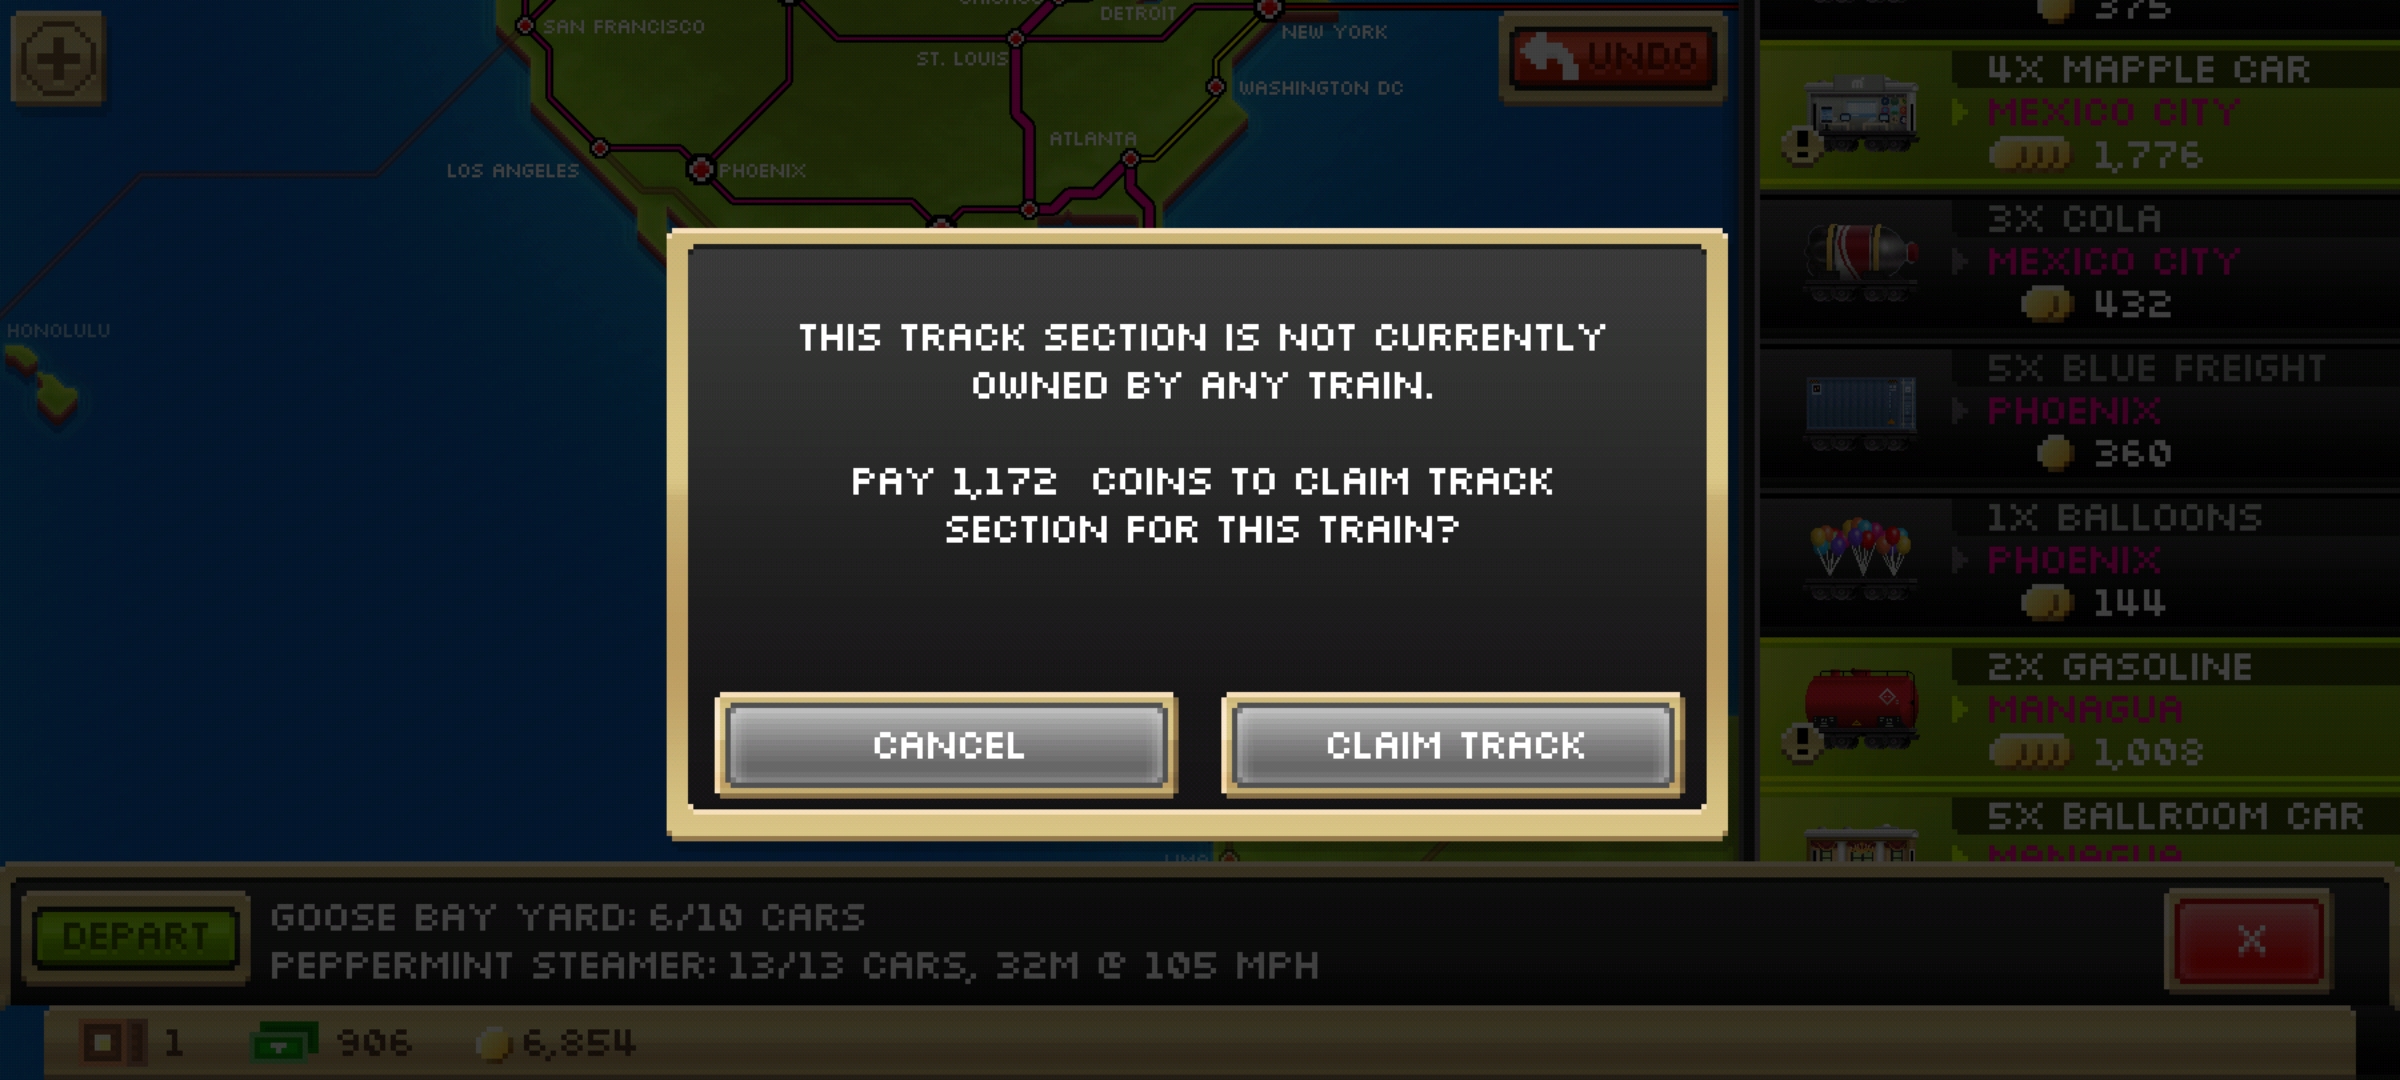 CHICAGO
DETROIT
SAN FRANCISCO
NEW YORK
ST. LOUIS
WASHINGTON DC
ATLANTA
LOS ANGELES
PHOENIX
HONOLULU
UNDO
375
4X MAPPLE CAR
MEXICO CITY
1,776
3X COLA
MEXICO CITY
432
5X BLUE FREIGHT
PHOENIX
360
1X BALLOONS
PHOENIX
144
2X GASOLINE
MANAGUA
1,008
5X BALLROOM CAR
MANAGUA
THIS TRACK SECTION IS NOT CURRENTLY
OWNED BY ANY TRAIN.
PAY 1,172 COINS TO CLAIM TRACK
SECTION FOR THIS TRAIN?
CANCEL
CLAIM TRACK
LIMA
DEPART
GOOSE BAY YARD: 6/10 CARS
PEPPERMINT STEAMER: 13/13 CARS, 32M @ 105 MPH
X
1
906
6,854